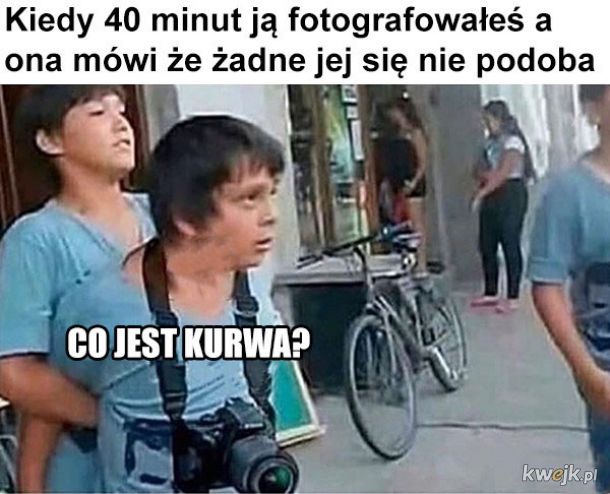 Kiedy 40 minut ją fotografowałeś a
ona mówi że żadne jej się nie podoba
CO JEST KURWA?
kwejk.pl